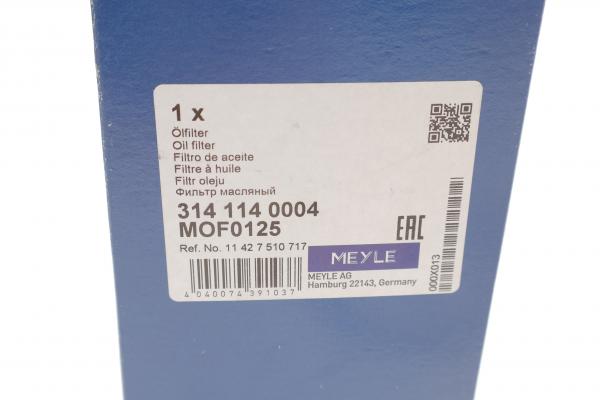 1 x
Ölfilter
Oil filter
Filtro de aceite
Filtre à huile
Filtr oleju
Фильтр масляный
314 114 0004
MOF0125
EAC
Ref. No. 11 42 7 510 717
MEYLE
MEYLE AG
Hamburg 22143, Germany
4 040074 391037
000X013